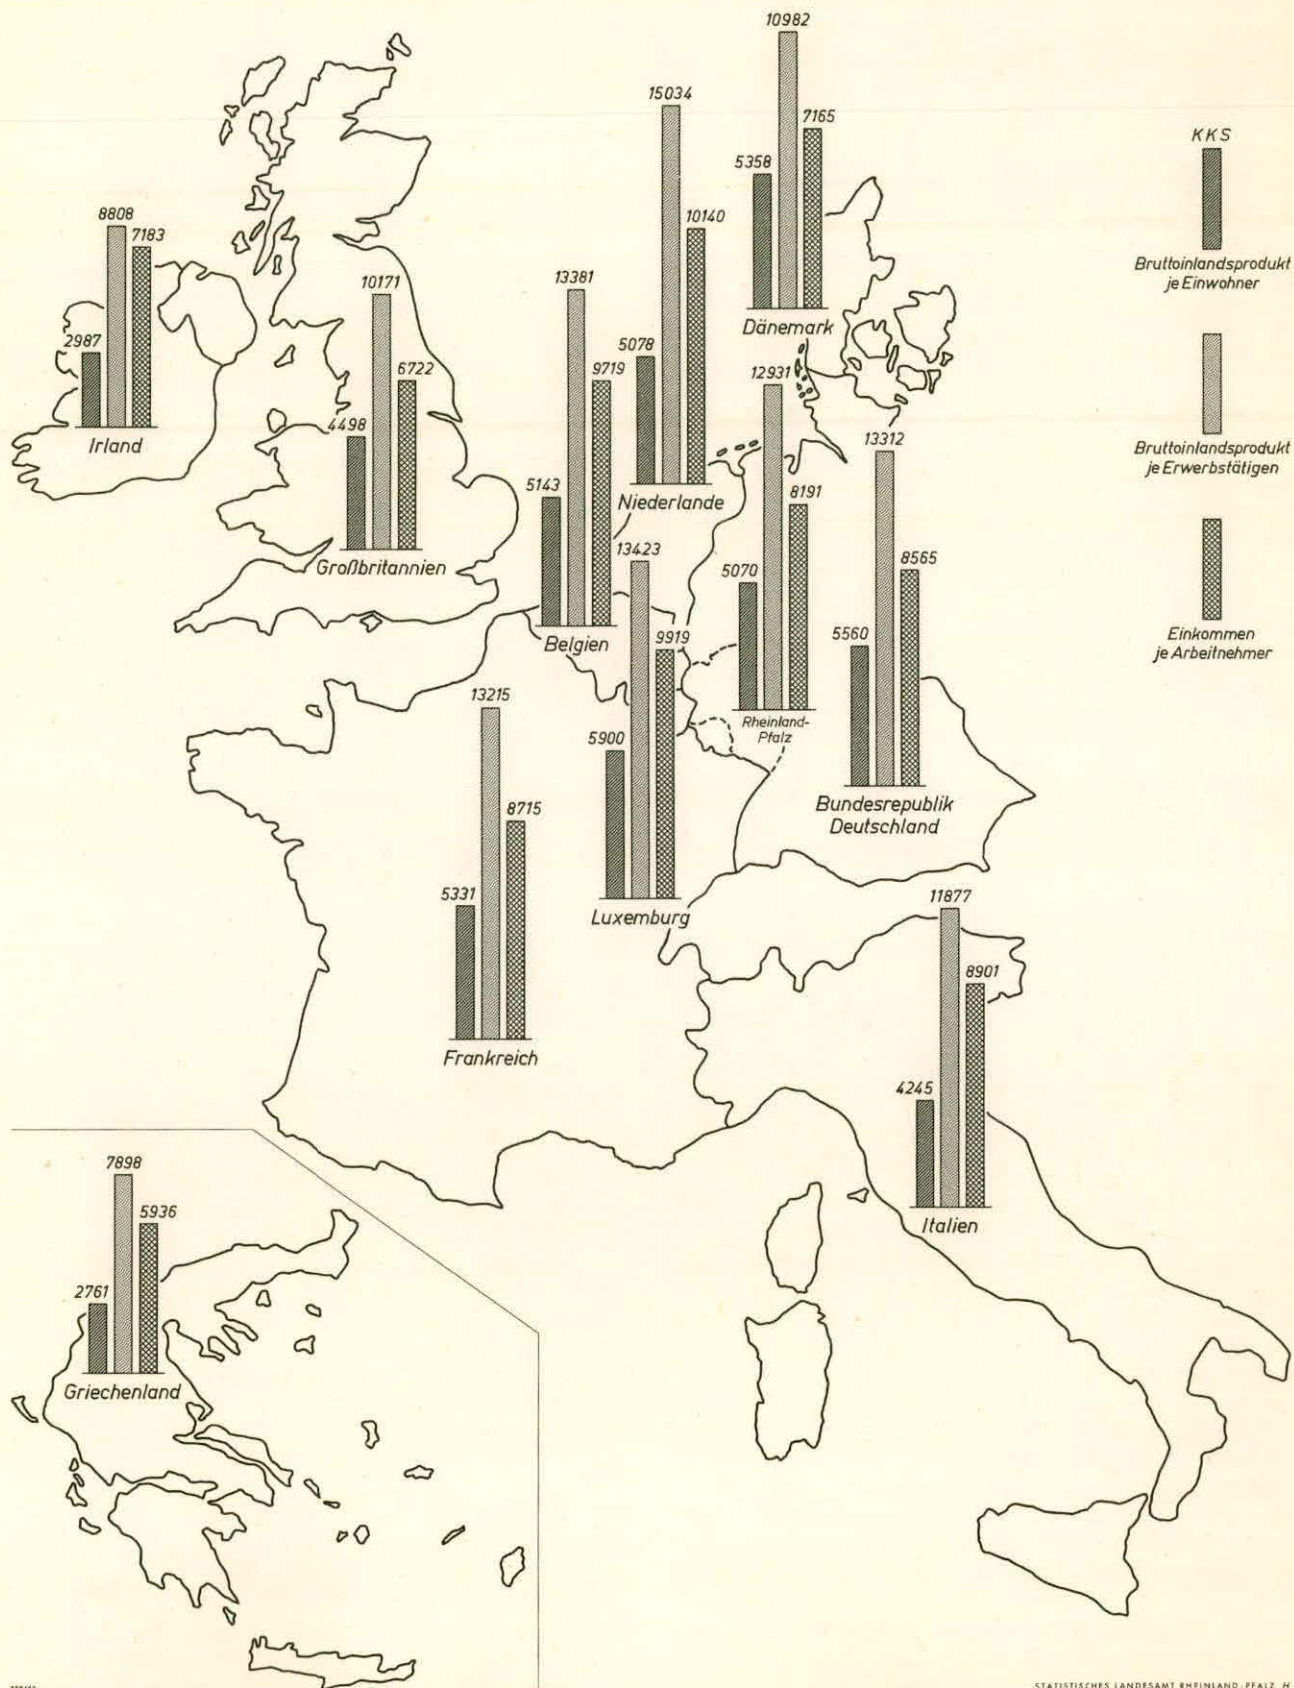 10982
15034
7165
5358
KKS
Bruttoinlandsprodukt
je Einwohner
8808
7183
10140
13381
10171
Dänemark
2987
5078
6722
9719
12931
4498
Irland
13312
Bruttoinlandsprodukt
je Erwerbstätigen
5143
Niederlande
8191
13423
Großbritannien
5070
8565
Belgien
9919
5560
Einkommen
je Arbeitnehmer
13215
Rheinland-
Pfalz
5900
8715
Bundesrepublik
Deutschland
5331
Luxemburg
11877
8901
Frankreich
4245
7898
5936
Italien
2761
Griechenland
STATISTISCHES LANDESAMT RHEINLAND-PFALZ H